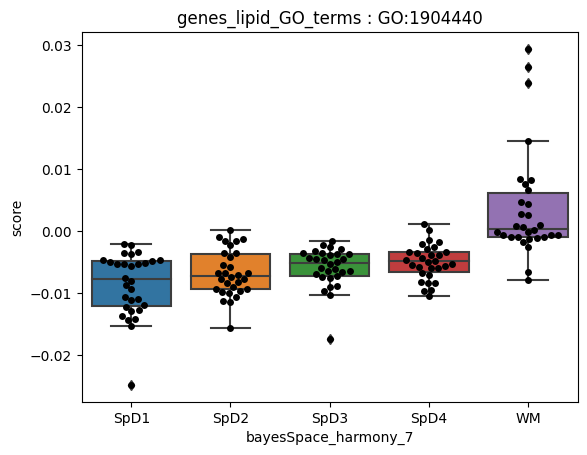 genes_lipid_GO_terms : GO:1904440
0.03
0.02
0.01
0.00
−0.01
−0.02
score
SpD1 SpD2 SpD3 SpD4 WM
bayesSpace_harmony_7